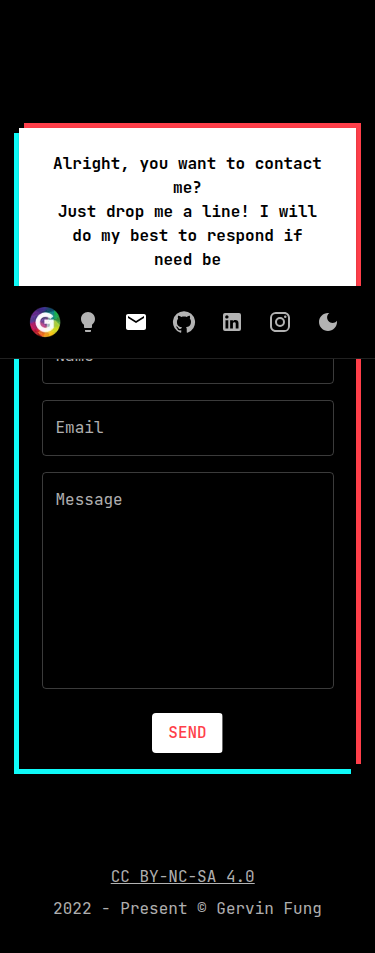 Alright, you want to contact
me?
Just drop me a line! I will
do my best to respond if
need be
G
Name
Email
Message
SEND
CC BY-NC-SA 4.0
2022 - Present © Gervin Fung